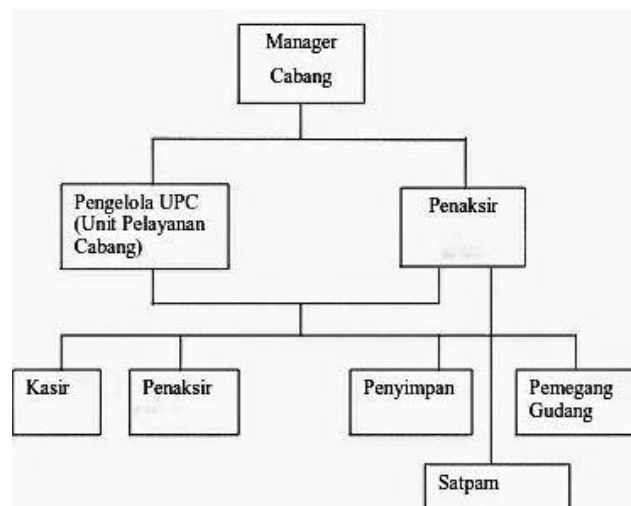 Manager
Cabang
Pengelola UPC
(Unit Pelayanan
Cabang)
Penaksir
Kasir
Penaksir
Penyimpan
Pemegang
Gudang
Satpam